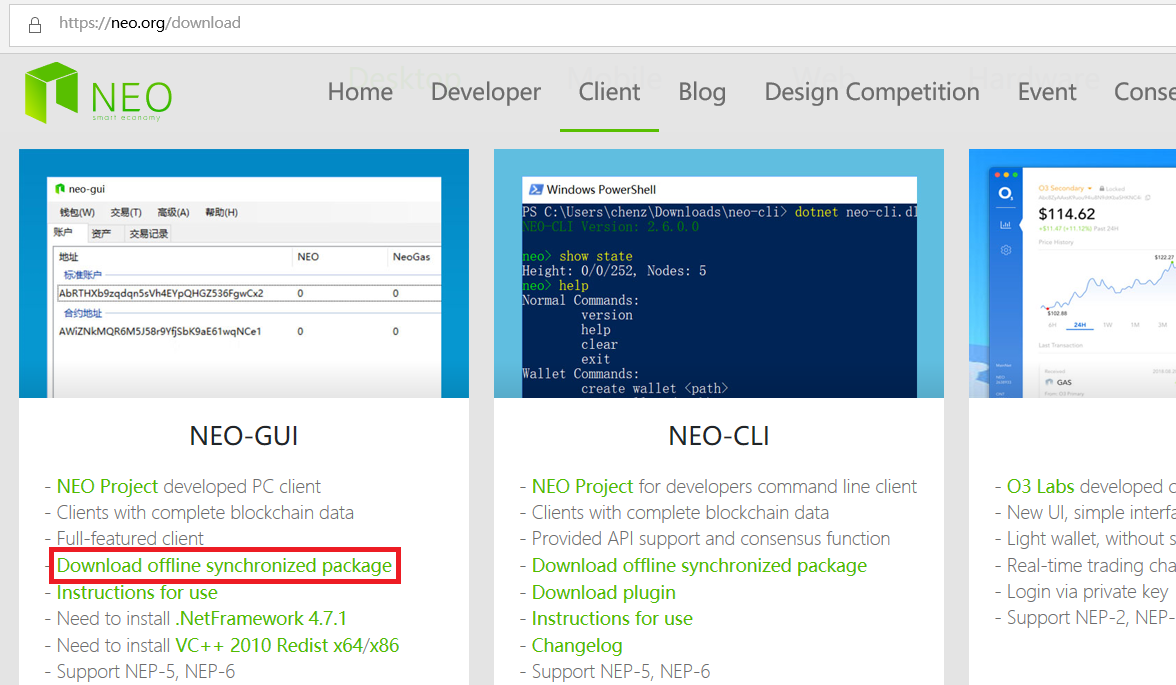 https://neo.org/download
NEO
smart economy
Home Developer Client Blog Design Competition Event Conse
neo-gui
钱包(W) 交易(T) 高级(A) 帮助(H)
账户 资产 交易记录
地址 NEO NeoGas
标准账户
AbRTHXb9zqdqn5sVh4EYpQHGZ536FgwCx2 0 0
合约地址
AWiZNkMQR6M5J58r9YfjSbK9aE61wqNCe1 0 0
Windows PowerShell
PS C:\Users\chenz\Downloads\neo-cli> dotnet neo-cli.dl
NEO-CLI Version: 2.6.0.0
neo> show state
Height: 0/0/252, Nodes: 5
neo> help
Normal Commands:
version
help
clear
exit
Wallet Commands:
create wallet <path>
O3 Secondary Locked
$114.62
+$1.47 (+11.12%) Past 24H
Price History
$122.27
$102.88
6H 24H 1W 1M 3M
Last Transaction
Received
GAS
NEO-GUI
- NEO Project developed PC client
- Clients with complete blockchain data
- Full-featured client
- Download offline synchronized package
- Instructions for use
- Need to install .NetFramework 4.7.1
- Need to install VC++ 2010 Redist x64/x86
- Support NEP-5, NEP-6
NEO-CLI
- NEO Project for developers command line client
- Clients with complete blockchain data
- Provided API support and consensus function
- Download offline synchronized package
- Download plugin
- Instructions for use
- Changelog
- Support NEP-5, NEP-6
- O3 Labs developed c
- New UI, simple interfa
- Light wallet, without s
- Real-time trading cha
- Login via private key
- Support NEP-2, NEP-